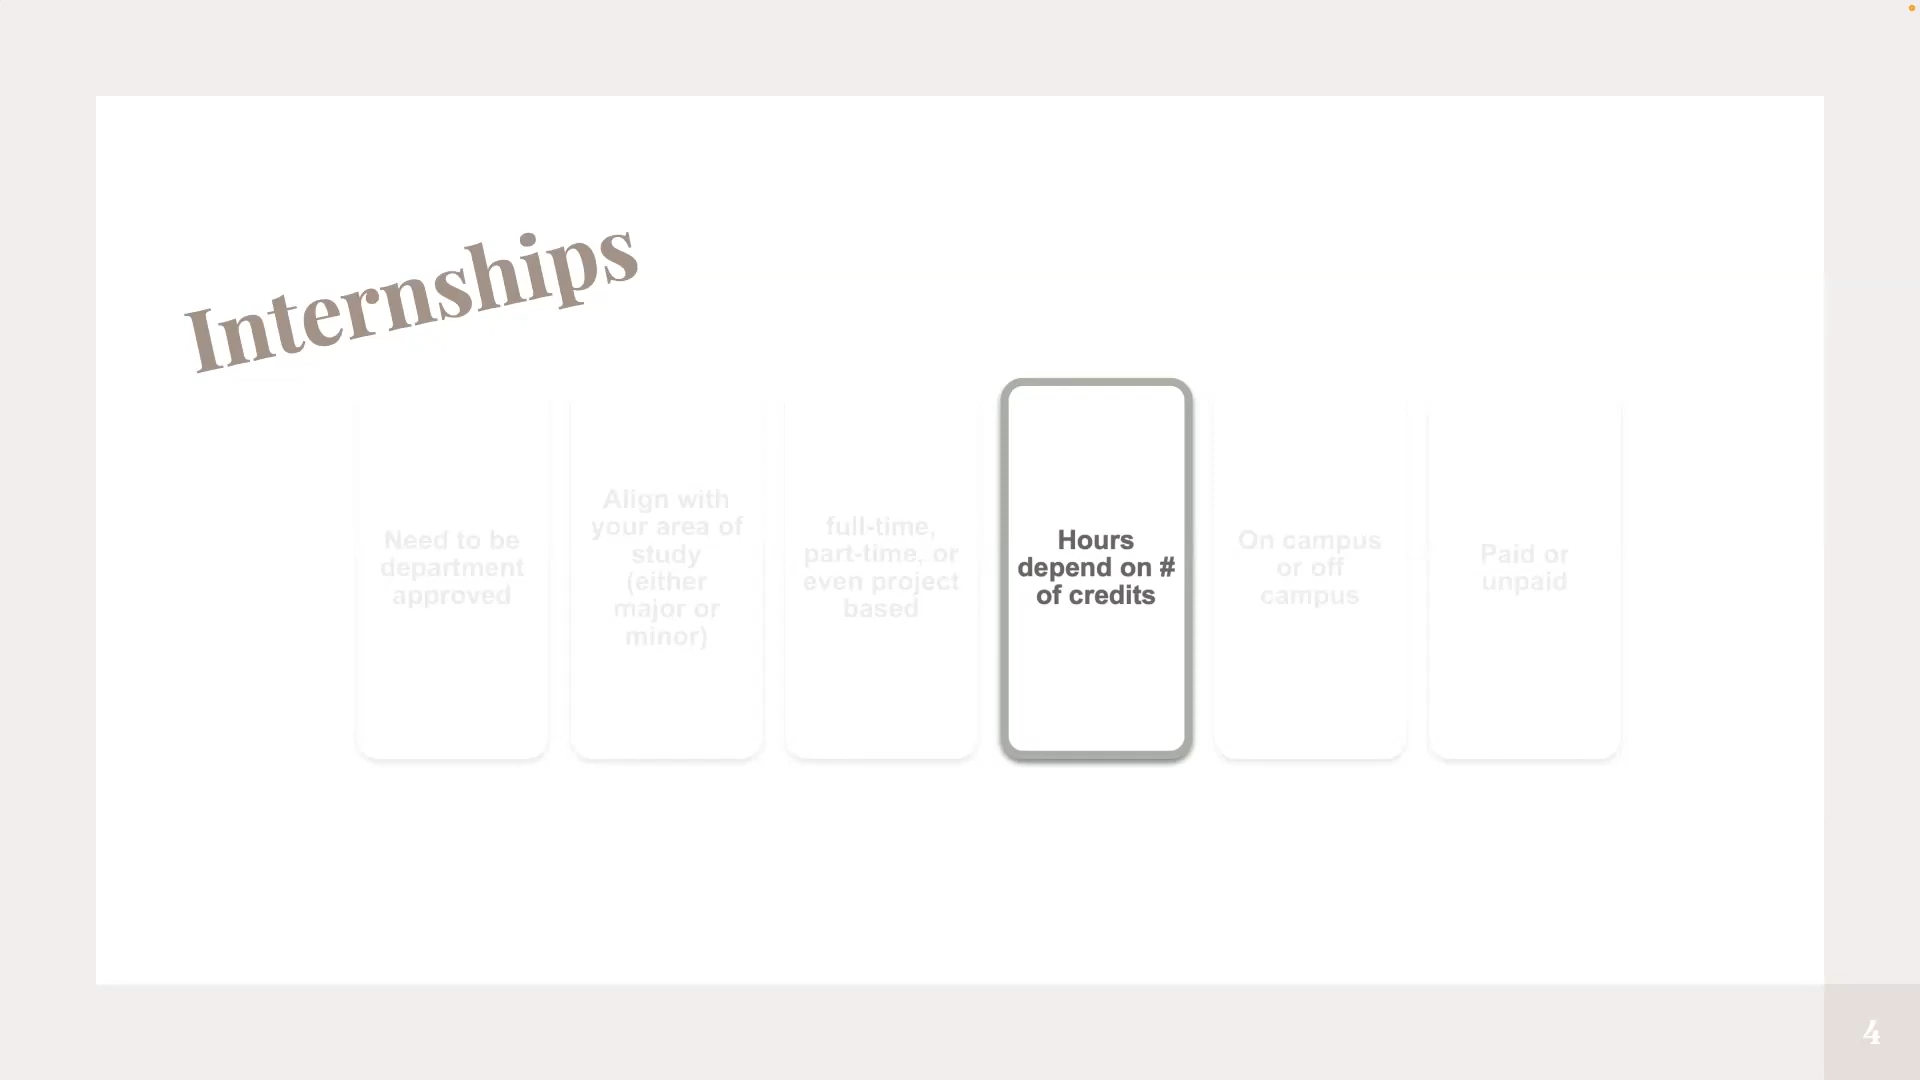 Internships
Need to be
department
approved
Align with
your area of
study
(either
major or
minor)
full-time,
part-time, or
even project
based
Hours
depend on #
of credits
On campus
or off
campus
Paid or
unpaid
4